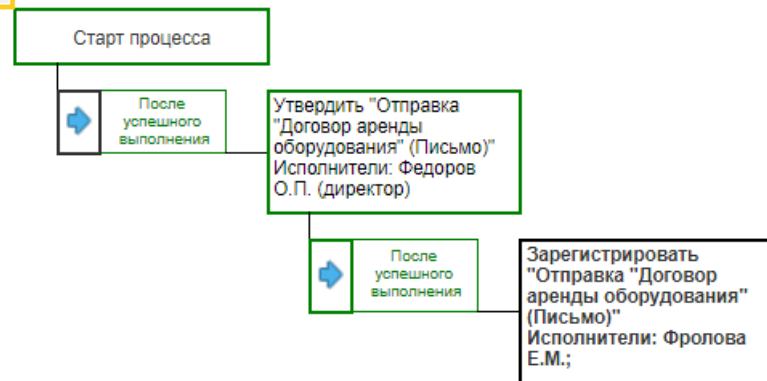 Старт процесса
После
успешного
выполнения
Утвердить "Отправка
"Договор аренды
оборудования" (Письмо)"
Исполнители: Федоров
О.П. (директор)
После
успешного
выполнения
Зарегистрировать
"Отправка "Договор
аренды оборудования"
(Письмо)"
Исполнители: Фролова
Е.М.;